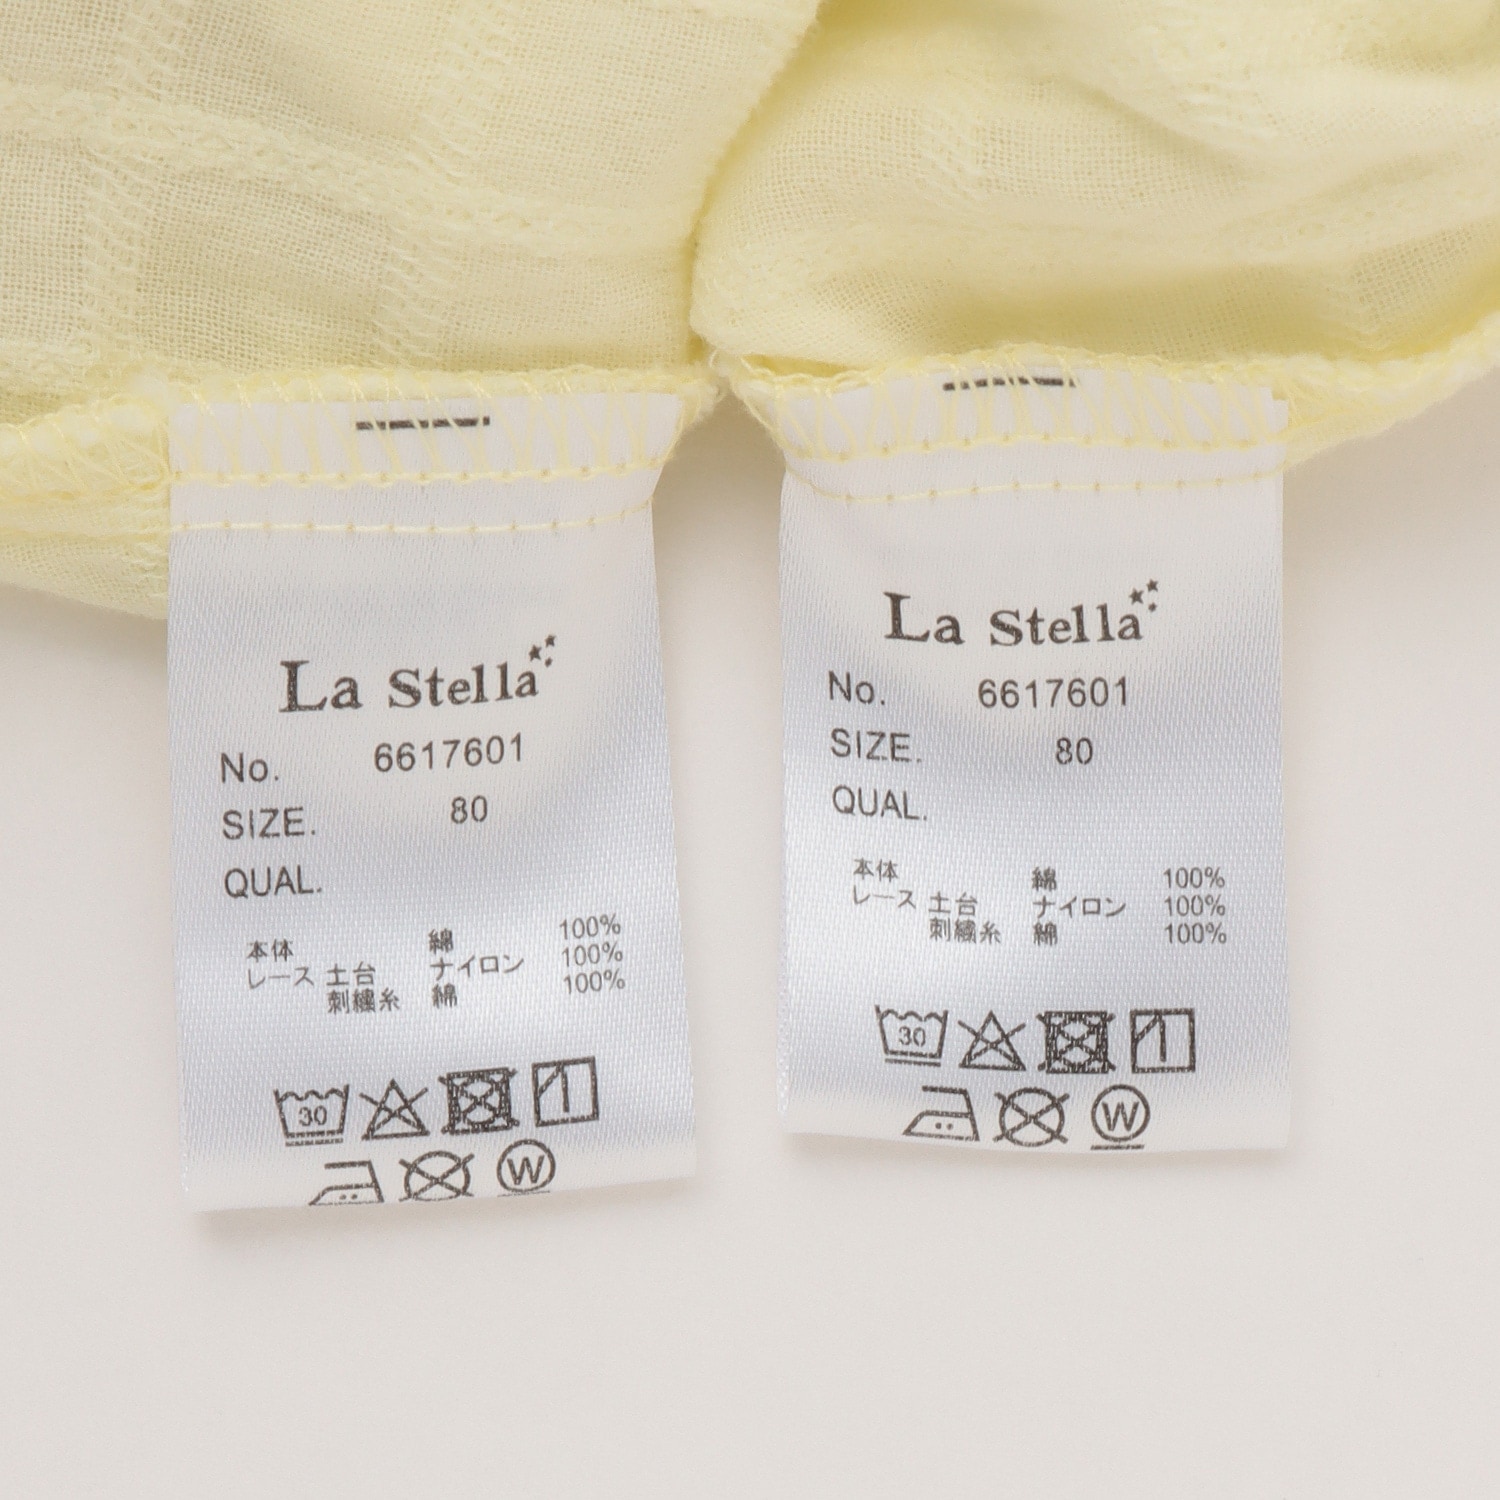 La Stella
No. 6617601
SIZE. 80
QUAL.
本体 綿 100%
レース 土台 ナイロン 100%
刺繍糸 綿 100%
30
W
La Stella
No. 6617601
SIZE. 80
QUAL.
本体 綿 100%
レース 土台 ナイロン 100%
刺繍糸 綿 100%
30
W